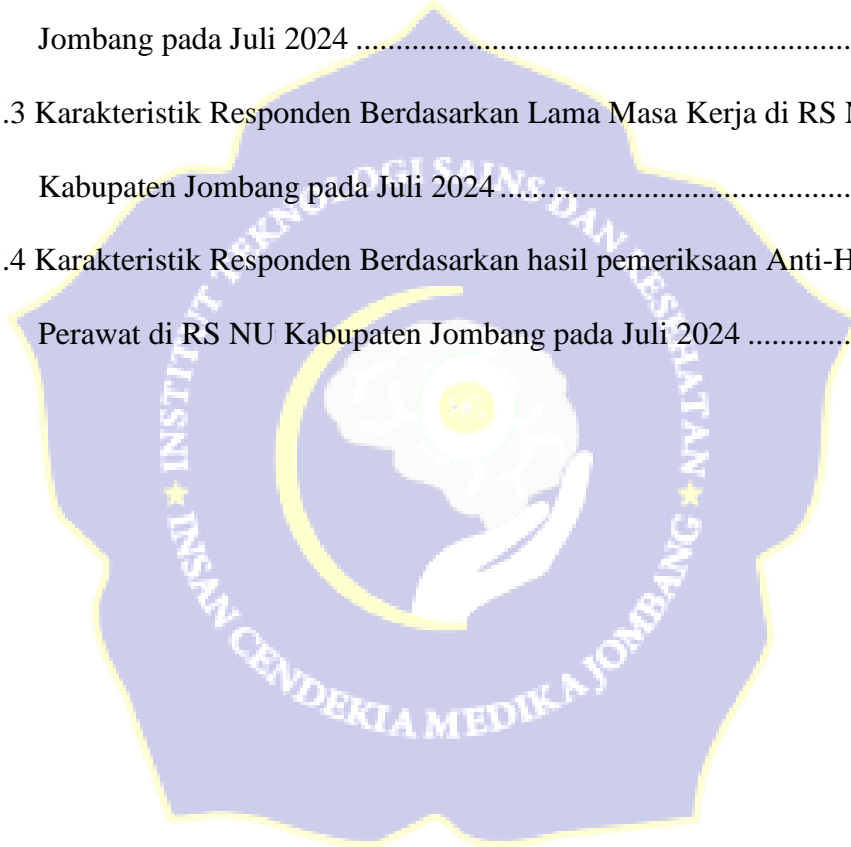 Jombang pada Juli 2024 ................................................................
.3 Karakteristik Responden Berdasarkan Lama Masa Kerja di RS N
Kabupaten Jombang pada Juli 2024 .............................................
.4 Karakteristik Responden Berdasarkan hasil pemeriksaan Anti-H
Perawat di RS NU Kabupaten Jombang pada Juli 2024 .............
INSTITUT TEKNOLOGI SAINS DAN KESEHATAN
INSAN CENDEKIA MEDIKA JOMBANG